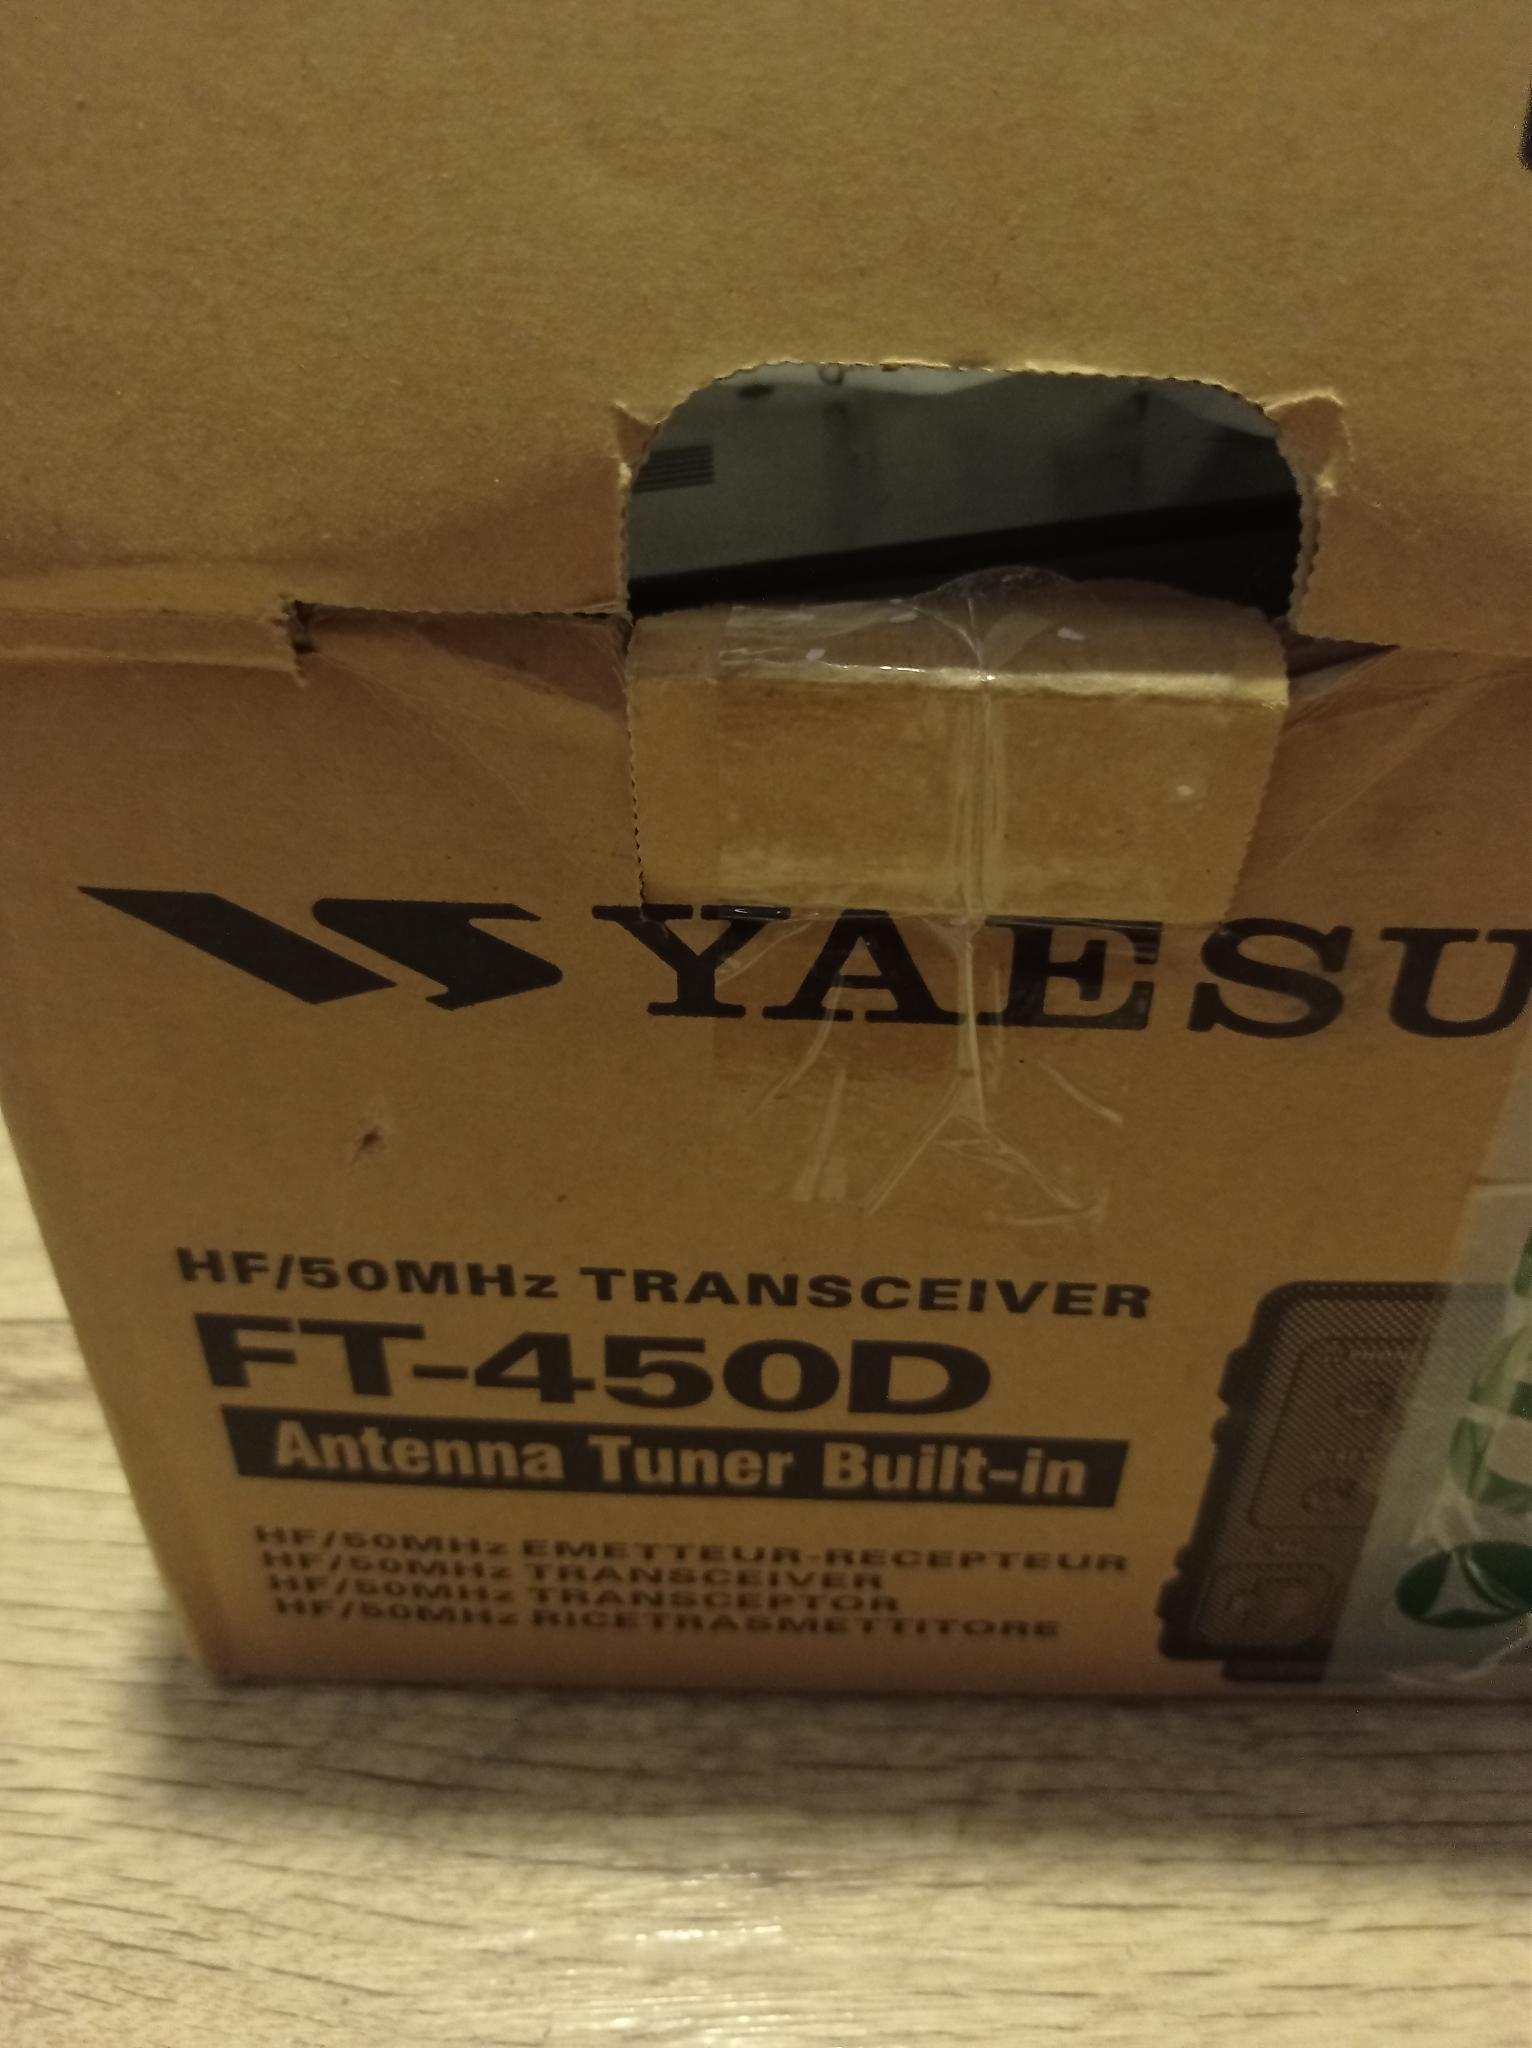 YAESU
HF/50MHz TRANSCEIVER
FT-450D
Antenna Tuner Built-in
HF/50MHz EMETTEUR-RECEPTEUR
HF/50MHz TRANSCEIVER
HF/50MHz TRANSCEPTOR
HF/50MHz RICETRASMETTITORE